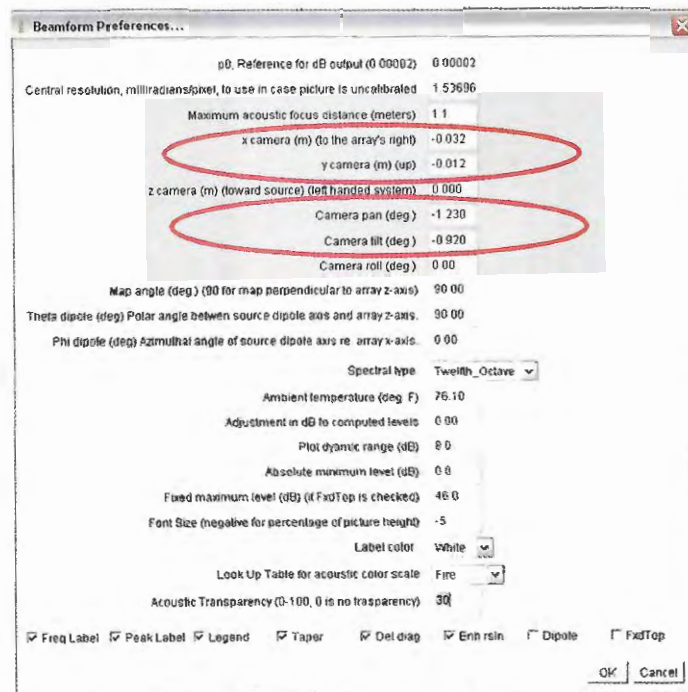 Beamform Preferences...
p0, Reference for dB output (0.00002) 0.00002
Central resolution, milliradians/pixel, to use in case picture is uncalibrated 1.53696
Maximum acoustic focus distance (meters) 1.1
x camera (m) (to the array's right) -0.032
y camera (m) (up) -0.012
z camera (m) (toward source) (left handed system) 0.000
Camera pan (deg.) -1.230
Camera tilt (deg.) -0.920
Camera roll (deg.) 0.00
Map angle (deg.) (90 for map perpendicular to array z-axis) 90.00
Theta dipole (deg) Polar angle betwen source dipole axis and array z-axis. 90.00
Phi dipole (deg) Azimuthal angle of source dipole axis re. array x-axis. 0.00
Spectral type Twelfth_Octave
Ambient temperature (deg. F) 76.10
Adjustment in dB to computed levels 0.00
Plot dyamic range (dB) 8.0
Absolute minimum level (dB) 0.0
Fixed maximum level (dB) (if FxdTop is checked) 46.0
Font Size (negative for percentage of picture height) -5
Label color White
Look Up Table for acoustic color scale Fire
Acoustic Transparency (0-100, 0 is no trasparency) 30
Freq Label Peak Label Legend Taper Del diag Enh rsln Dipole FxdTop
OK Cancel